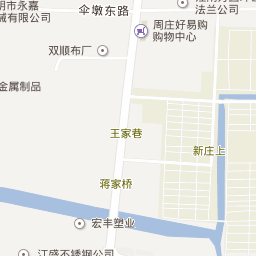 明市永嘉
械有限公司
伞墩东路
法兰公司
周庄好易购
购物中心
双顺布厂
金属制品
王家巷
新庄上
蒋家桥
宏丰塑业
江盛不锈钢公司